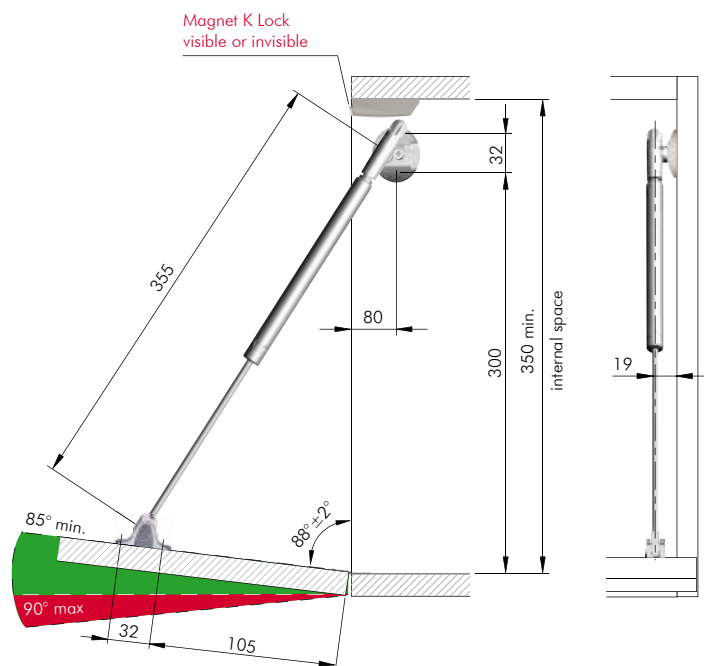 Magnet K Lock
visible or invisible
32
355
80
300
350 min.
internal space
19
85° min.
88°±2°
90° max
32
105